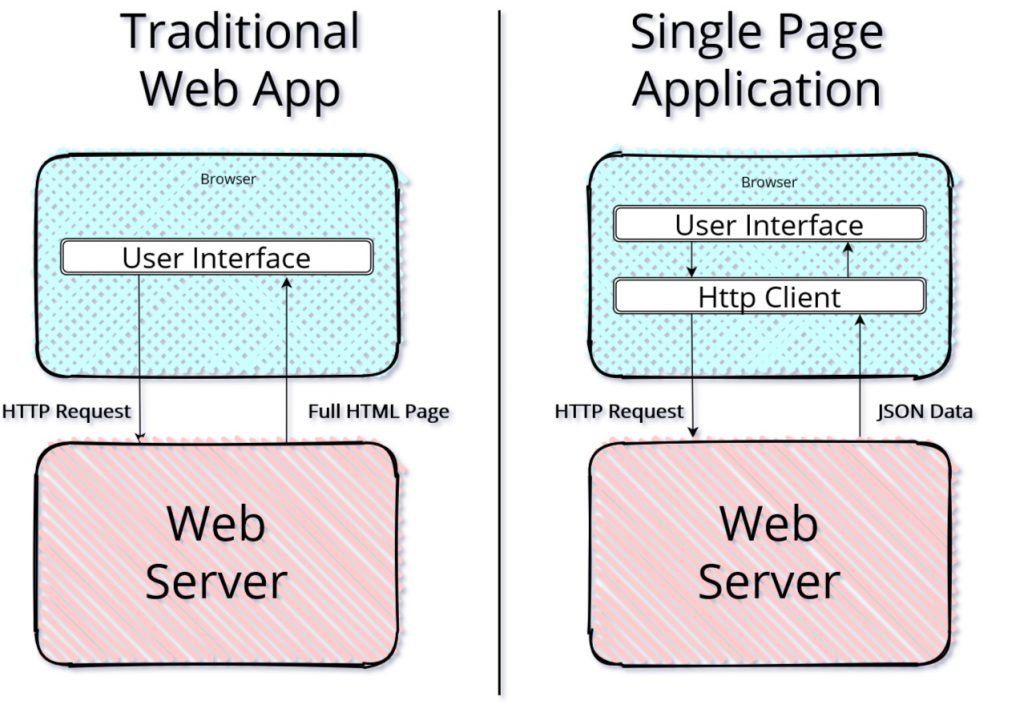 Traditional
Web App
Browser
User Interface
HTTP Request
Full HTML Page
Web
Server
Single Page
Application
Browser
User Interface
Http Client
HTTP Request
JSON Data
Web
Server